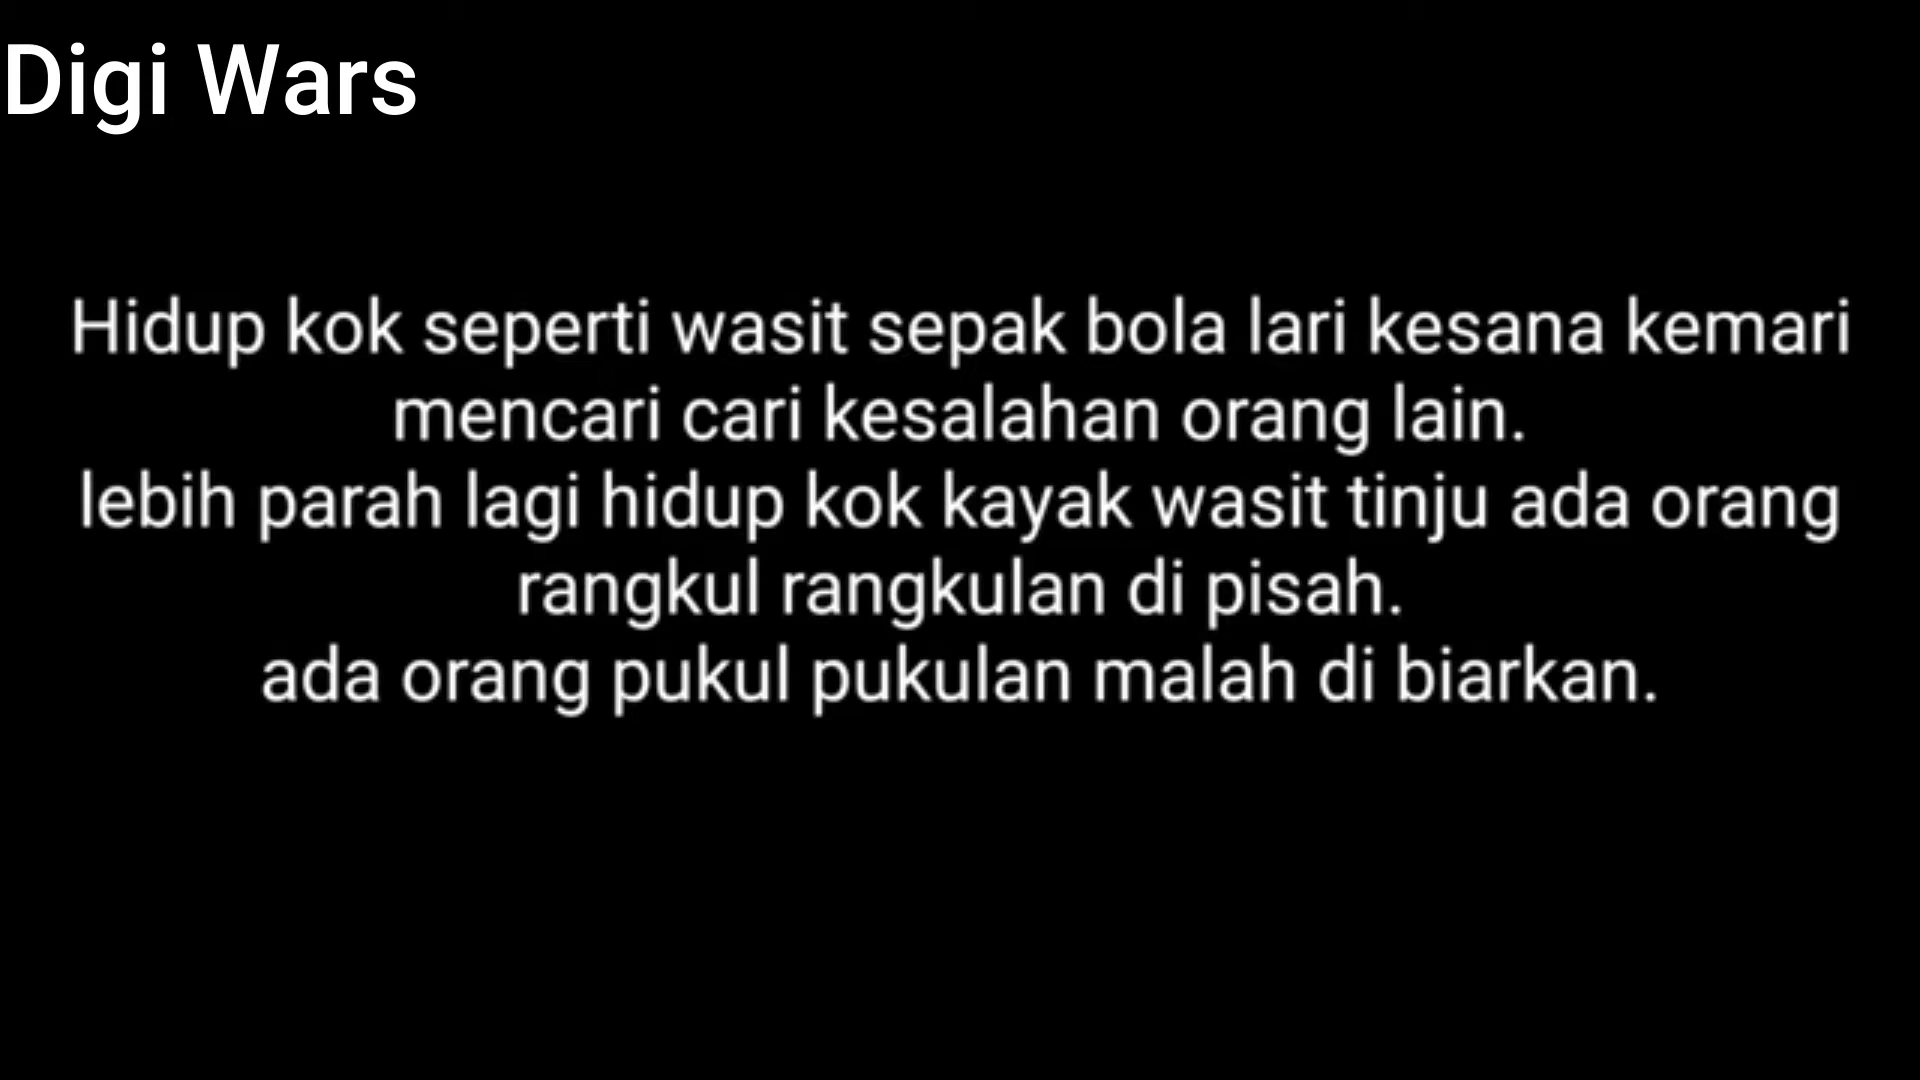 Digi Wars
Hidup kok seperti wasit sepak bola lari kesana kemari
mencari cari kesalahan orang lain.
lebih parah lagi hidup kok kayak wasit tinju ada orang
rangkul rangkulan di pisah.
ada orang pukul pukulan malah di biarkan.